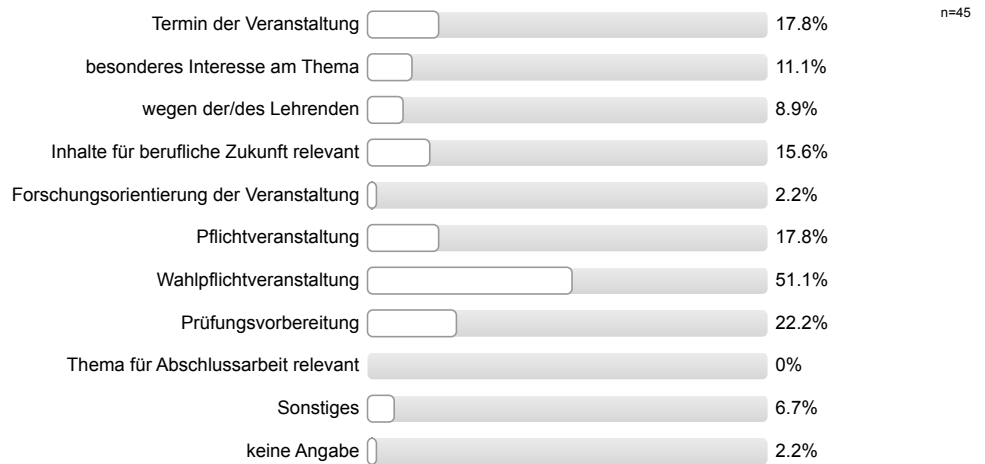 Termin der Veranstaltung 17.8% n=45
besonderes Interesse am Thema 11.1%
wegen der/des Lehrenden 8.9%
Inhalte für berufliche Zukunft relevant 15.6%
Forschungsorientierung der Veranstaltung 2.2%
Pflichtveranstaltung 17.8%
Wahlpflichtveranstaltung 51.1%
Prüfungsvorbereitung 22.2%
Thema für Abschlussarbeit relevant 0%
Sonstiges 6.7%
keine Angabe 2.2%